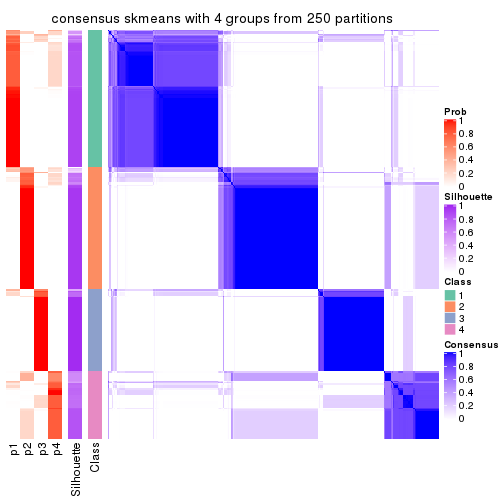 consensus skmeans with 4 groups from 250 partitions
Prob
1
0.8
0.6
0.4
0.2
0
Silhouette
1
0.8
0.6
0.4
0.2
0
Class
1
2
3
4
Consensus
1
0.8
0.6
0.4
0.2
0
p1
p2
p3
p4
Silhouette
Class